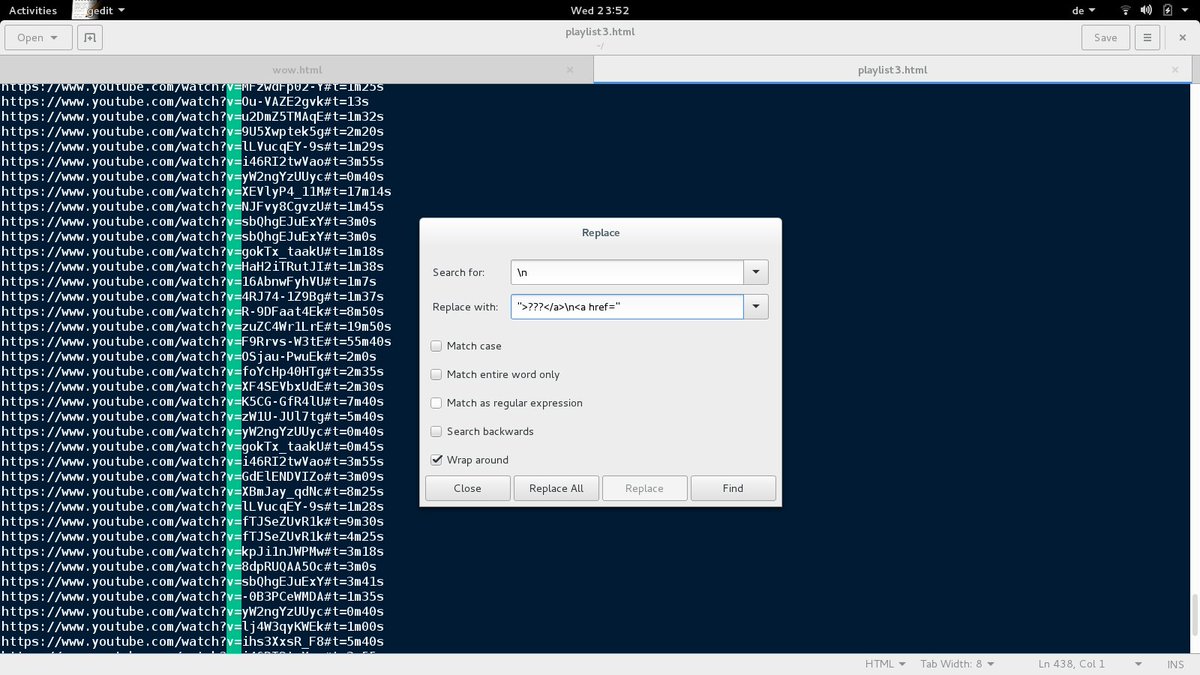 Activities
gedit
Wed 23:52
de
Open
playlist3.html
~/
Save
wow.html
playlist3.html
https://www.youtube.com/watch?v=MFzwdFp02-Y#t=1m25s
https://www.youtube.com/watch?v=Ou-VAZE2gvk#t=13s
https://www.youtube.com/watch?v=u2DmZ5TMAqE#t=1m32s
https://www.youtube.com/watch?v=9U5Xwptek5g#t=2m20s
https://www.youtube.com/watch?v=lLVucqEY-9s#t=1m29s
https://www.youtube.com/watch?v=i46RI2twVao#t=3m55s
https://www.youtube.com/watch?v=yW2ngYzUUyc#t=0m40s
https://www.youtube.com/watch?v=XEVlyP4_11M#t=17m14s
https://www.youtube.com/watch?v=NJFvy8CgvzU#t=1m45s
https://www.youtube.com/watch?v=sbQhgEJuExY#t=3m0s
https://www.youtube.com/watch?v=sbQhgEJuExY#t=3m0s
https://www.youtube.com/watch?v=gokTx_taakU#t=1m18s
https://www.youtube.com/watch?v=HaH2iTRutJI#t=1m38s
https://www.youtube.com/watch?v=16AbnwFyhVU#t=1m7s
https://www.youtube.com/watch?v=4RJ74-1Z9Bg#t=1m37s
https://www.youtube.com/watch?v=R-9DFaat4Ek#t=8m50s
https://www.youtube.com/watch?v=zuZC4Wr1LrE#t=19m50s
https://www.youtube.com/watch?v=F9Rrvs-W3tE#t=55m40s
https://www.youtube.com/watch?v=OSjau-PwuEk#t=2m0s
https://www.youtube.com/watch?v=foYcHp40HTg#t=2m35s
https://www.youtube.com/watch?v=XF4SEVbxUdE#t=2m30s
https://www.youtube.com/watch?v=K5CG-GfR4lU#t=7m40s
https://www.youtube.com/watch?v=zW1U-JUl7tg#t=5m40s
https://www.youtube.com/watch?v=yW2ngYzUUyc#t=0m40s
https://www.youtube.com/watch?v=gokTx_taakU#t=0m45s
https://www.youtube.com/watch?v=i46RI2twVao#t=3m55s
https://www.youtube.com/watch?v=GdElENDVIZo#t=3m09s
https://www.youtube.com/watch?v=XBmJay_qdNc#t=8m25s
https://www.youtube.com/watch?v=lLVucqEY-9s#t=1m28s
https://www.youtube.com/watch?v=fTJSeZUvR1k#t=9m30s
https://www.youtube.com/watch?v=fTJSeZUvR1k#t=4m25s
https://www.youtube.com/watch?v=kpJi1nJWPMw#t=3m18s
https://www.youtube.com/watch?v=8dpRUQAA5Oc#t=3m0s
https://www.youtube.com/watch?v=sbQhgEJuExY#t=3m41s
https://www.youtube.com/watch?v=-0B3PCeWMDA#t=1m35s
https://www.youtube.com/watch?v=yW2ngYzUUyc#t=0m40s
https://www.youtube.com/watch?v=lj4W3qyKWEk#t=1m00s
https://www.youtube.com/watch?v=ihs3XxsR_F8#t=5m40s
Replace
Search for:
\n
Replace with:
">???</a>\n<a href="
Match case
Match entire word only
Match as regular expression
Search backwards
Wrap around
Close
Replace All
Replace
Find
HTML
Tab Width: 8
Ln 438, Col 1
INS